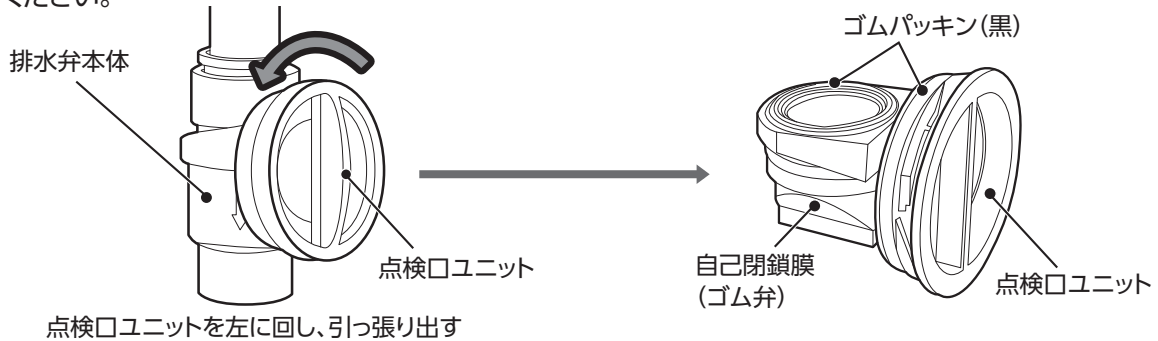 ください。
排水弁本体
点検口ユニット
点検口ユニットを左に回し、引っ張り出す
ゴムパッキン(黒)
自己閉鎖膜
(ゴム弁)
点検口ユニット